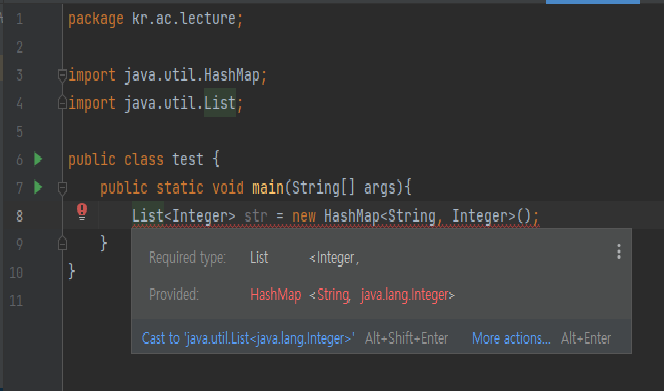 1 package kr.ac.lecture;
2
3 import java.util.HashMap;
4 import java.util.List;
5
6 public class test {
7 public static void main(String[] args){
8 List<Integer> str = new HashMap<String, Integer>();
9 }
10 }
11
Required type: List <Integer,
Provided: HashMap <String, java.lang.Integer>
Cast to 'java.util.List<java.lang.Integer>' Alt+Shift+Enter More actions... Alt+Enter